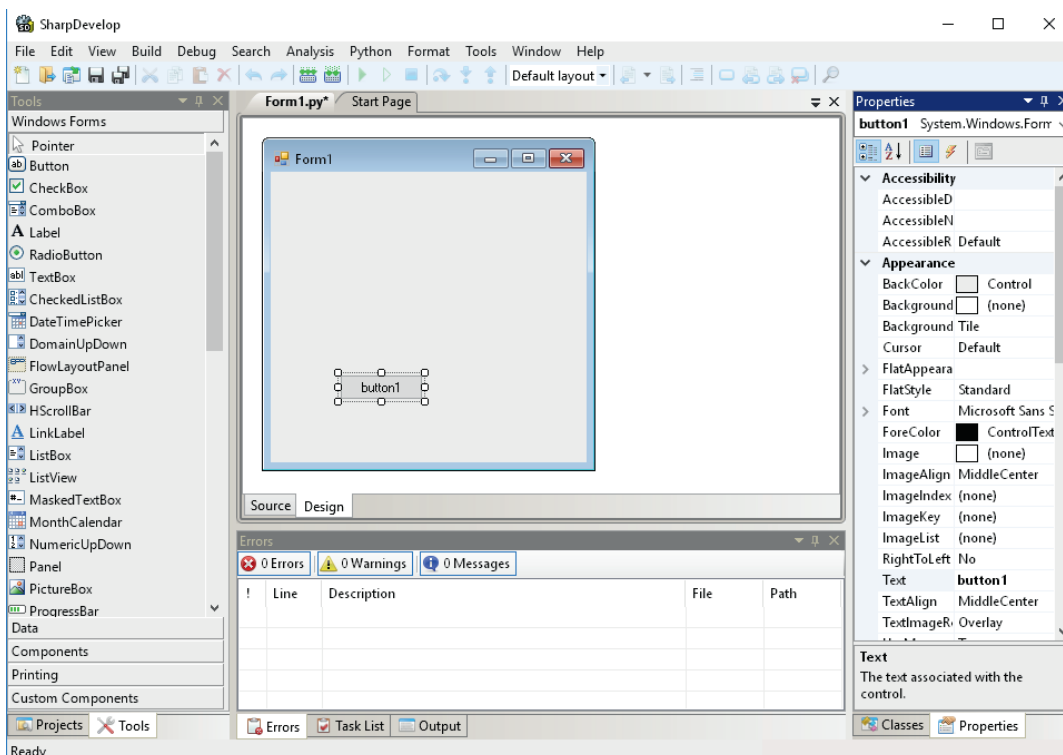 SharpDevelop
File Edit View Build Debug Search Analysis Python Format Tools Window Help
Default layout
Tools
Windows Forms
Pointer
Button
CheckBox
ComboBox
Label
RadioButton
TextBox
CheckedListBox
DateTimePicker
DomainUpDown
FlowLayoutPanel
GroupBox
HScrollBar
LinkLabel
ListBox
ListView
MaskedTextBox
MonthCalendar
NumericUpDown
Panel
PictureBox
ProgressBar
Data
Components
Printing
Custom Components
Projects Tools
Form1.py* Start Page
Form1
button1
Source Design
Errors
0 Errors 0 Warnings 0 Messages
! Line Description File Path
Errors Task List Output
Properties
button1 System.Windows.Form
Accessibility
AccessibleD
AccessibleN
AccessibleR Default
Appearance
BackColor Control
Background (none)
Background Tile
Cursor Default
FlatAppeara
FlatStyle Standard
Font Microsoft Sans S
ForeColor ControlText
Image (none)
ImageAlign MiddleCenter
ImageIndex (none)
ImageKey (none)
ImageList (none)
RightToLeft No
Text button1
TextAlign MiddleCenter
TextImageR Overlay
Text
The text associated with the
control.
Classes Properties
Ready